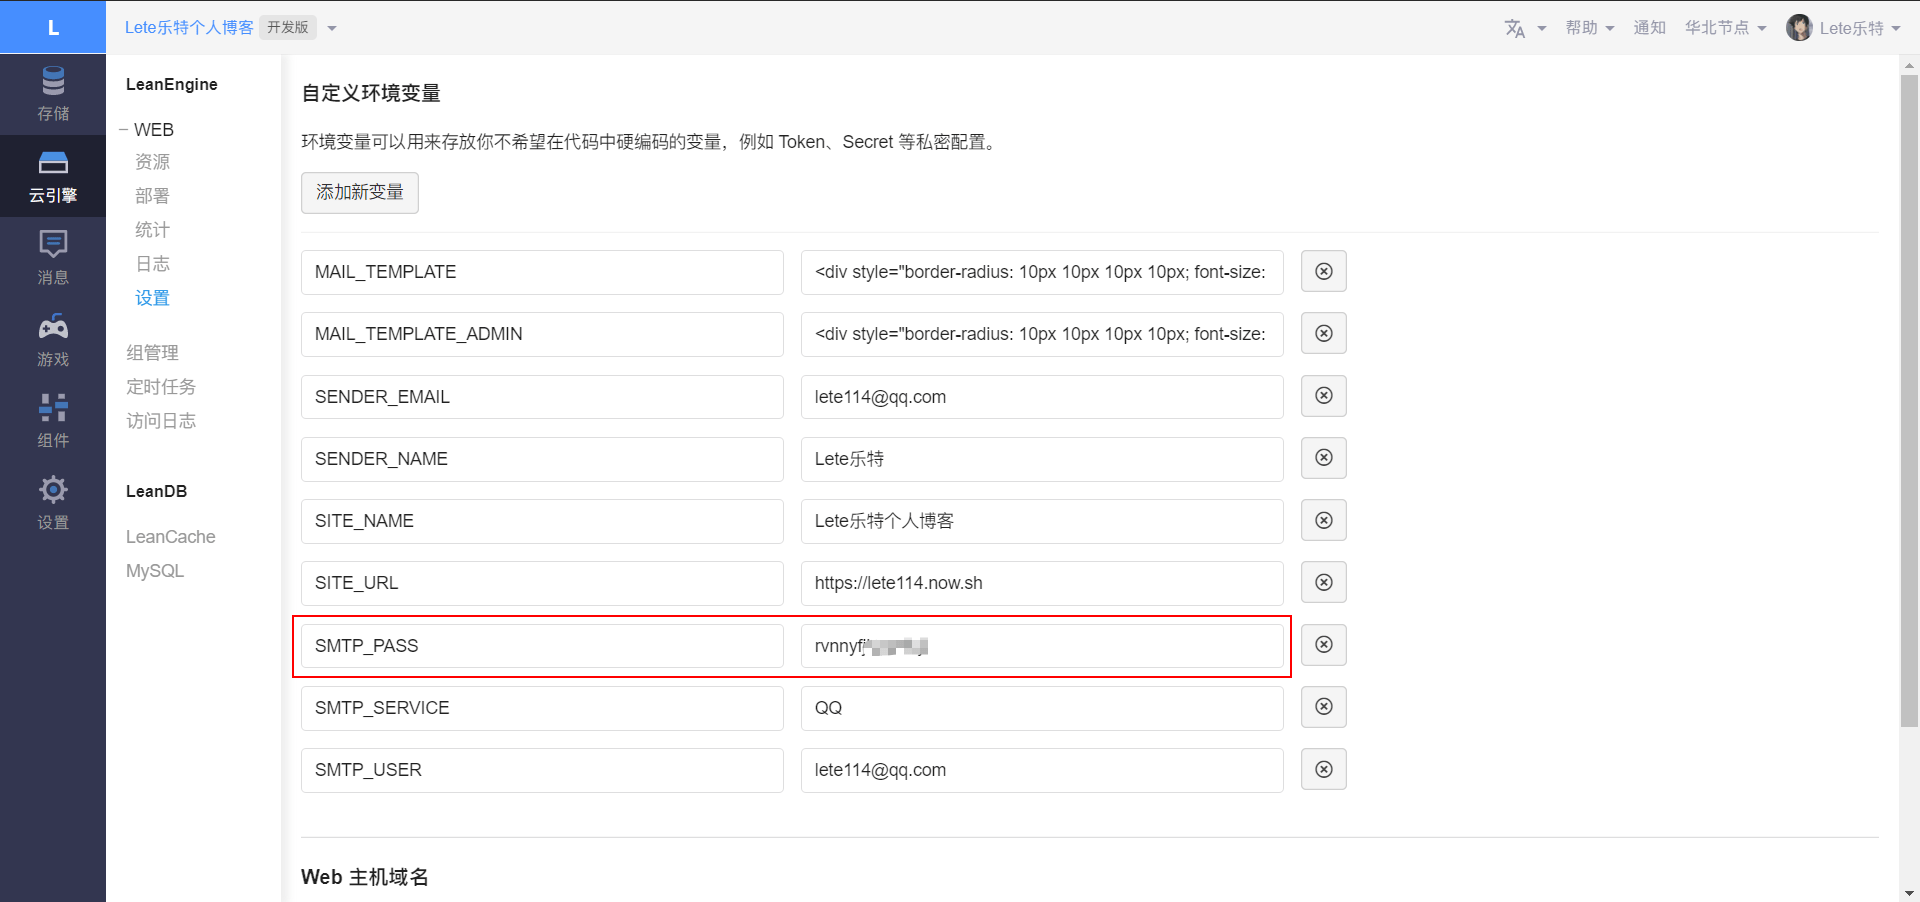 L
Lete乐特个人博客 开发版
帮助 通知 华北节点 Lete乐特
存储
云引擎
消息
游戏
组件
设置
LeanEngine
WEB
资源
部署
统计
日志
设置
组管理
定时任务
访问日志
LeanDB
LeanCache
MySQL
自定义环境变量
环境变量可以用来存放你不希望在代码中硬编码的变量，例如 Token、Secret 等私密配置。
添加新变量
MAIL_TEMPLATE <div style="border-radius: 10px 10px 10px 10px; font-size:
MAIL_TEMPLATE_ADMIN <div style="border-radius: 10px 10px 10px 10px; font-size:
SENDER_EMAIL lete114@qq.com
SENDER_NAME Lete乐特
SITE_NAME Lete乐特个人博客
SITE_URL https://lete114.now.sh
SMTP_PASS
SMTP_SERVICE QQ
SMTP_USER lete114@qq.com
Web 主机域名